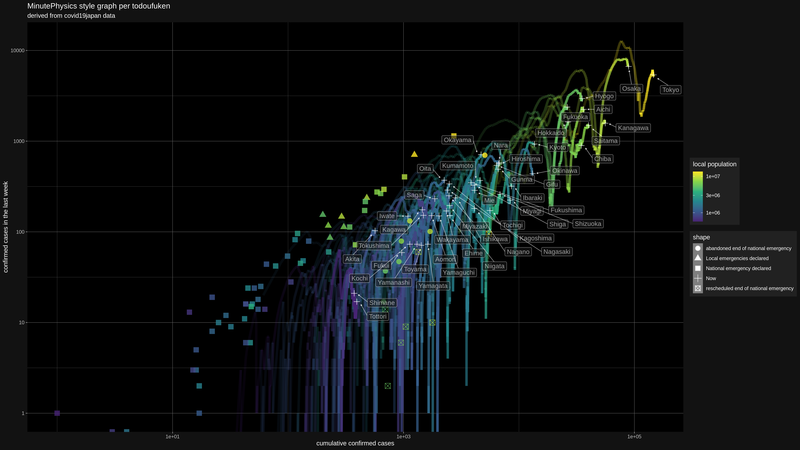 MinutePhysics style graph per todoufuken
derived from covid19japan data
confirmed cases in the last week
10000
1000
100
10
1
1e+01
1e+03
1e+05
cumulative confirmed cases
Osaka
Tokyo
Hyogo
Aichi
Fukuoka
Kanagawa
Hokkaido
Saitama
Okayama
Nara
Kyoto
Chiba
Kumamoto
Hiroshima
Oita
Okinawa
Gunma
Gifu
Saga
Mie
Ibaraki
Iwate
Miyagi
Fukushima
Kagawa
Miyazaki
Tochigi
Shiga
Shizuoka
Tokushima
Wakayama
Ishikawa
Kagoshima
Akita
Ehime
Nagano
Nagasaki
Fukui
Aomori
Toyama
Niigata
Kochi
Yamanashi
Yamaguchi
Yamagata
Shimane
Tottori
local population
1e+07
3e+06
1e+06
shape
abandoned end of national emergency
Local emergencies declared
National emergency declared
Now
rescheduled end of national emergency